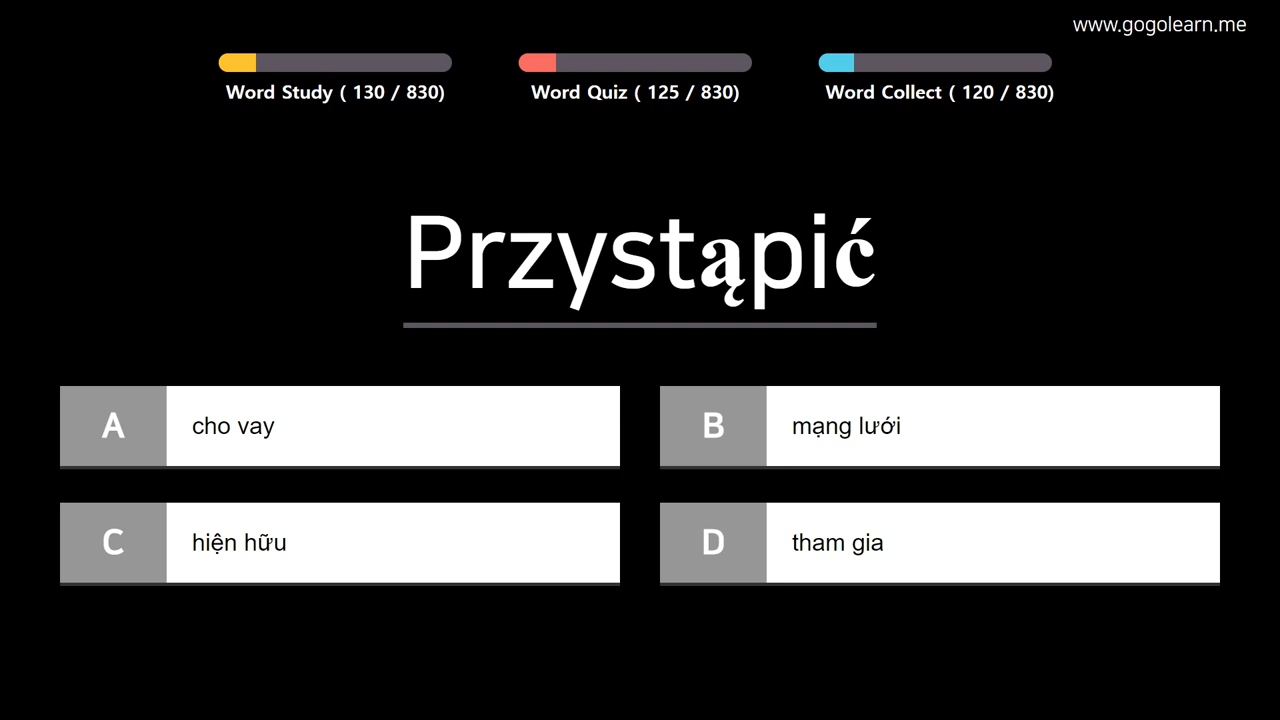 www.gogolearn.me
Word Study ( 130 / 830)
Word Quiz ( 125 / 830)
Word Collect ( 120 / 830)
Przystąpić
A
cho vay
B
mạng lưới
C
hiện hữu
D
tham gia